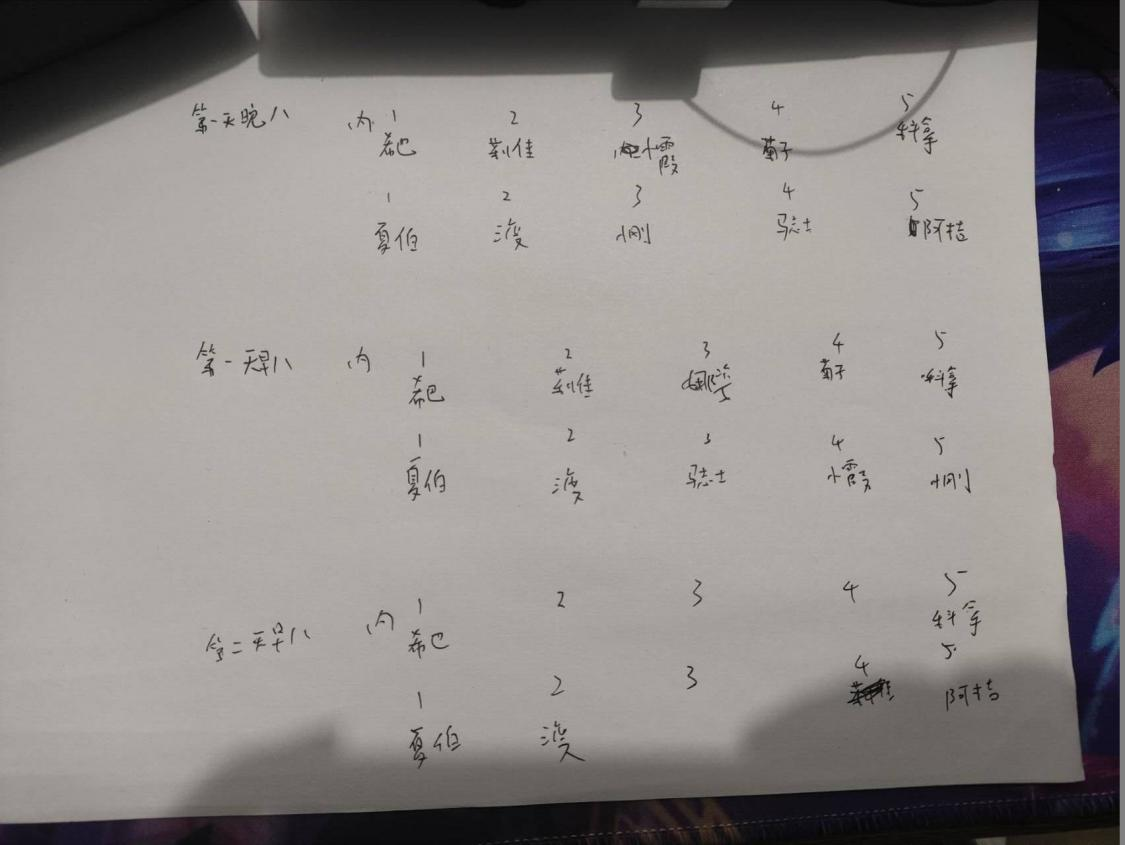 第一天晚八 内 1 2 3 4 5
希巴 莉佳 小霞 菊子 科拿
1 2 3 4 5
夏伯 渡 小刚 马志士 阿桔
第一天早八 内 1 2 3 4 5
希巴 莉佳 娜姿 菊子 科拿
1 2 3 4 5
夏伯 渡 马志士 小霞 小刚
第二天早八 内 1 2 3 4 5
希巴 科拿
1 2 3 4 5
夏伯 渡 阿桔